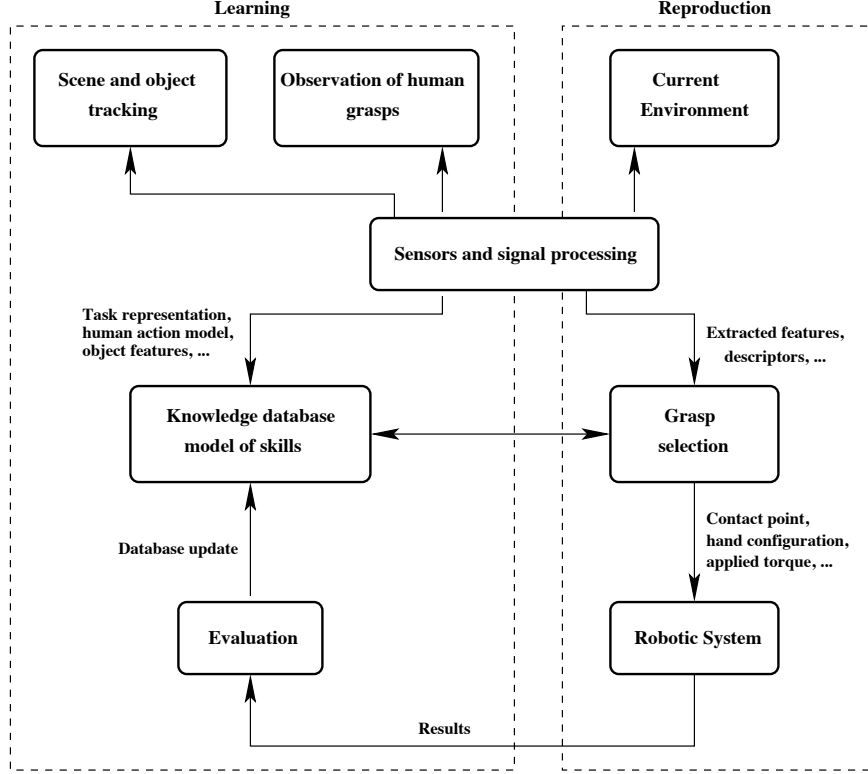 Learning
Reproduction
Scene and object
tracking
Observation of human
grasps
Current
Environment
Sensors and signal processing
Task representation,
human action model,
object features, ...
Extracted features,
descriptors, ...
Knowledge database
model of skills
Grasp
selection
Contact point,
hand configuration,
applied torque, ...
Database update
Evaluation
Robotic System
Results